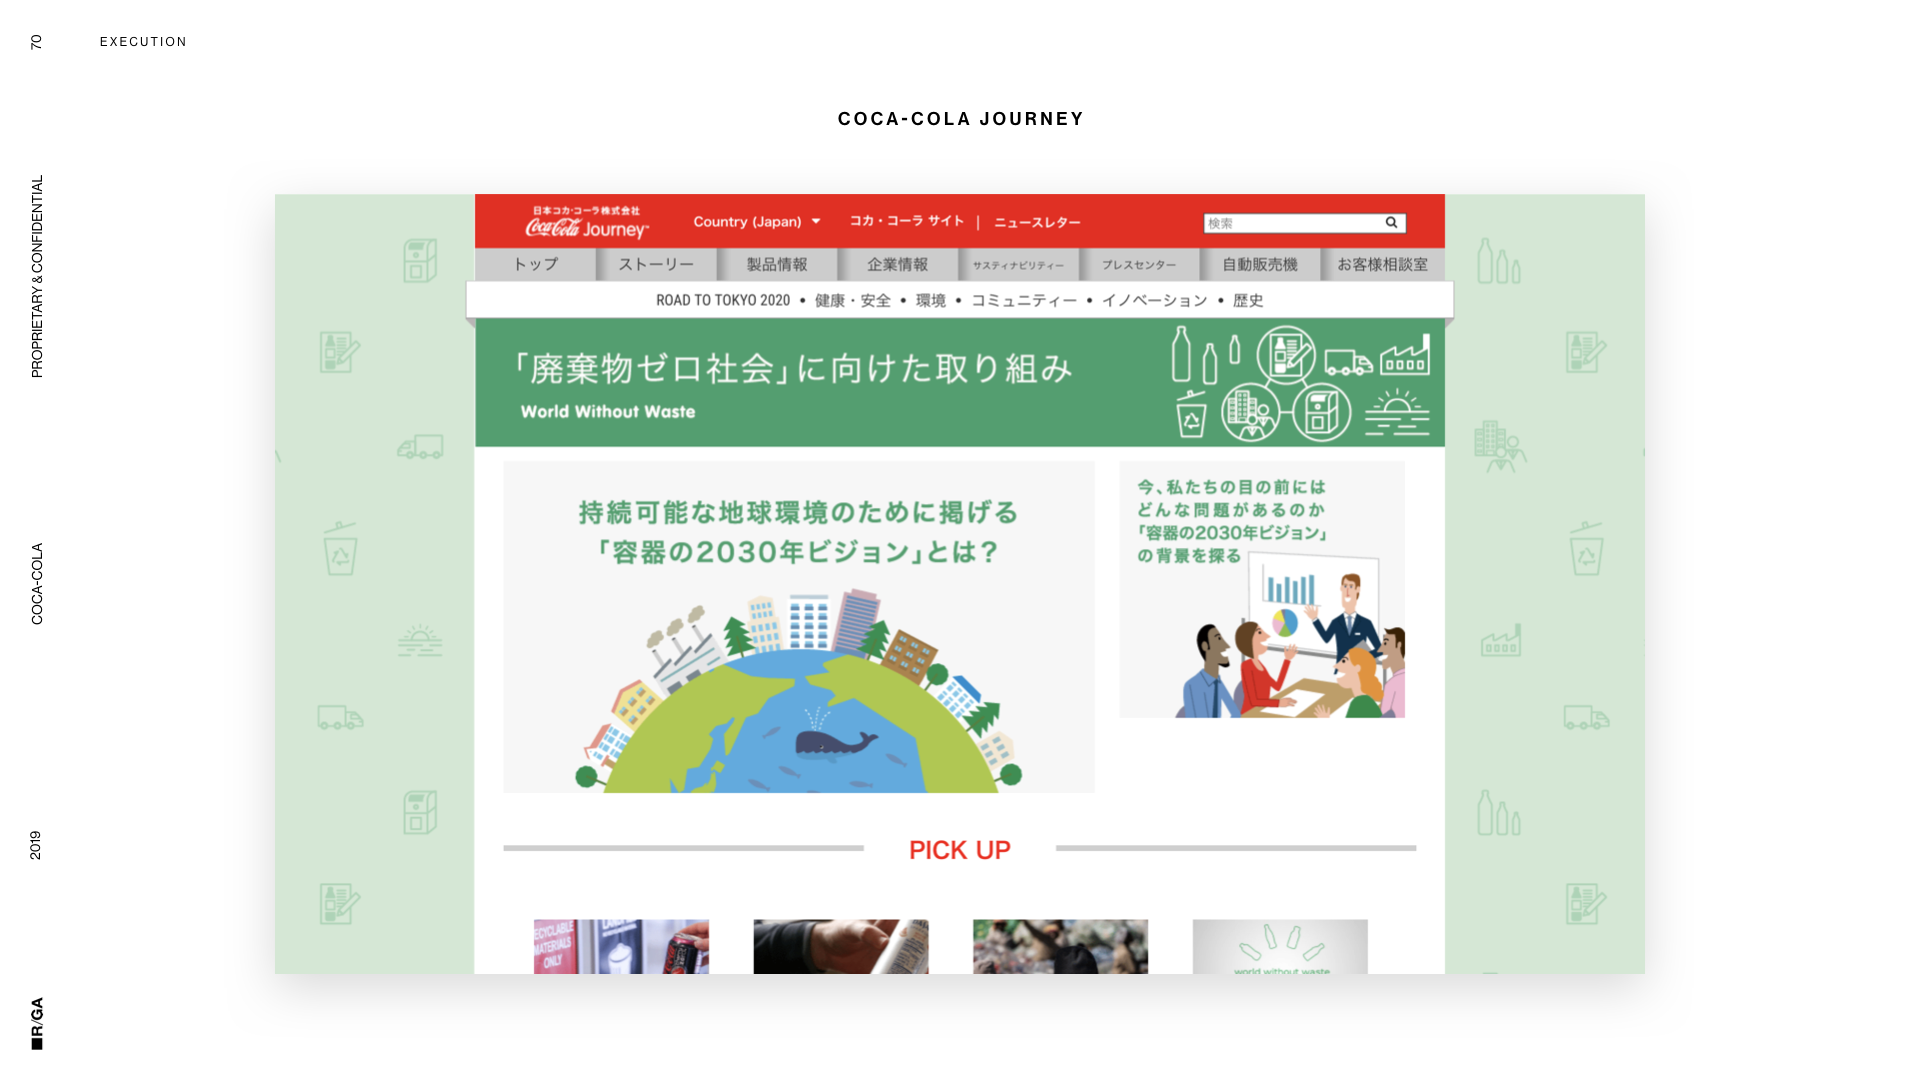 70
EXECUTION
PROPRIETARY & CONFIDENTIAL
COCA-COLA
2019
R/GA
COCA-COLA JOURNEY
日本コカ·コーラ株式会社
Coca-Cola Journey
Country (Japan)
コカ・コーラ サイト | ニュースレター
検索
トップ
ストーリー
製品情報
企業情報
サスティナビリティー
プレスセンター
自動販売機
お客様相談室
ROAD TO TOKYO 2020 • 健康・安全 • 環境 • コミュニティー • イノベーション • 歴史
「廃棄物ゼロ社会」に向けた取り組み
World Without Waste
持続可能な地球環境のために掲げる
「容器の2030年ビジョン」とは？
今、私たちの目の前には
どんな問題があるのか
「容器の2030年ビジョン」
の背景を探る
PICK UP
ECYCLABLE
MATERIALS
ONLY
world without waste